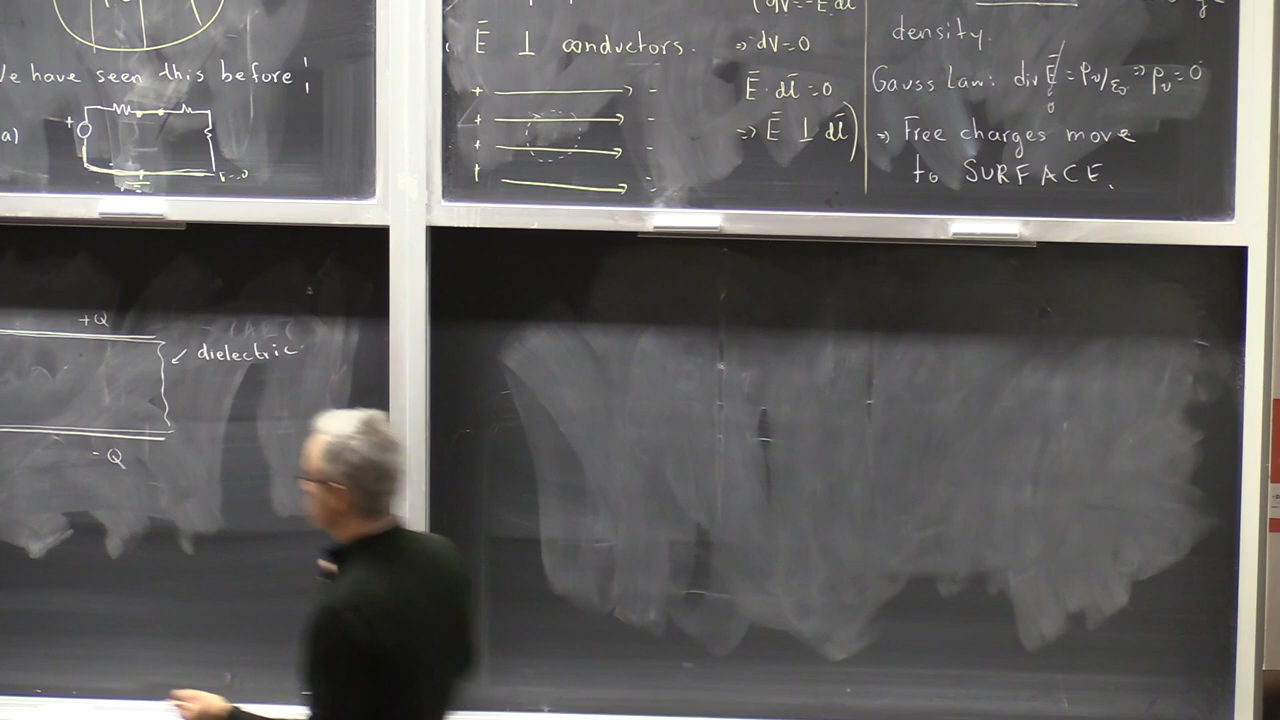 We have seen this before!
a)
+Q
dielectric
-Q
E̅ ⊥ conductors.
+ -
+ -
+ -
+ -
(dV=-E̅.dl̅
⇒ dV=0
E̅. dl̅ =0
⇒ E̅ ⊥ dl̅)
density.
Gauss Law: div E̅ = ρv/ε₀ ⇒ ρv=0
0
⇒ Free charges move
to SURFACE.